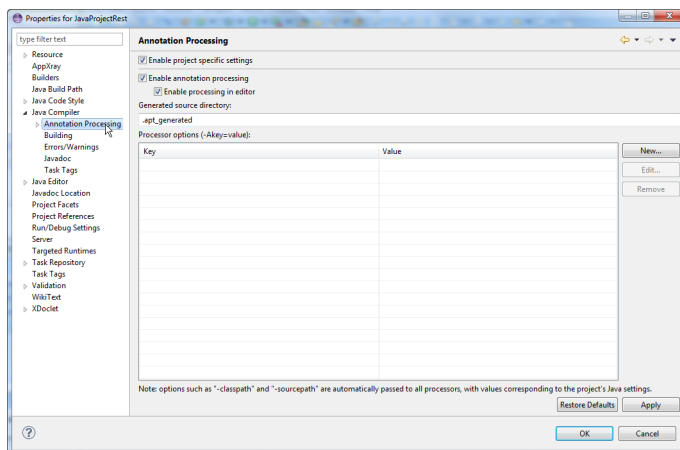 Properties for JavaProjectRest
type filter text
Resource
AppXray
Builders
Java Build Path
Java Code Style
Java Compiler
Annotation Processing
Building
Errors/Warnings
Javadoc
Task Tags
Java Editor
Javadoc Location
Project Facets
Project References
Run/Debug Settings
Server
Targeted Runtimes
Task Repository
Task Tags
Validation
WikiText
XDoclet
Annotation Processing
Enable project specific settings
Enable annotation processing
Enable processing in editor
Generated source directory:
.apt_generated
Processor options (-Akey=value):
Key Value
New...
Edit...
Remove
Note: options such as "-classpath" and "-sourcepath" are automatically passed to all processors, with values corresponding to the project's Java settings.
Restore Defaults Apply
OK Cancel